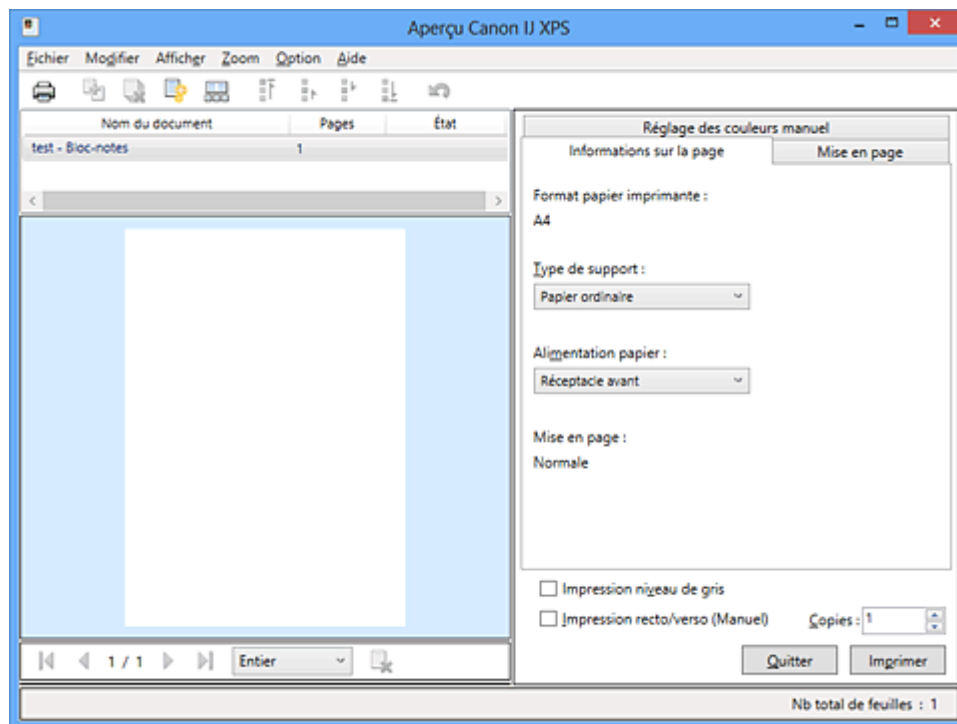 Aperçu Canon IJ XPS
Fichier Modifier Afficher Zoom Option Aide
Nom du document Pages État
test - Bloc-notes 1
Réglage des couleurs manuel
Informations sur la page Mise en page
Format papier imprimante :
A4
Type de support :
Papier ordinaire
Alimentation papier :
Réceptacle avant
Mise en page :
Normale
Impression niveau de gris
Impression recto/verso (Manuel) Copies : 1
1 / 1 Entier
Quitter Imprimer
Nb total de feuilles : 1